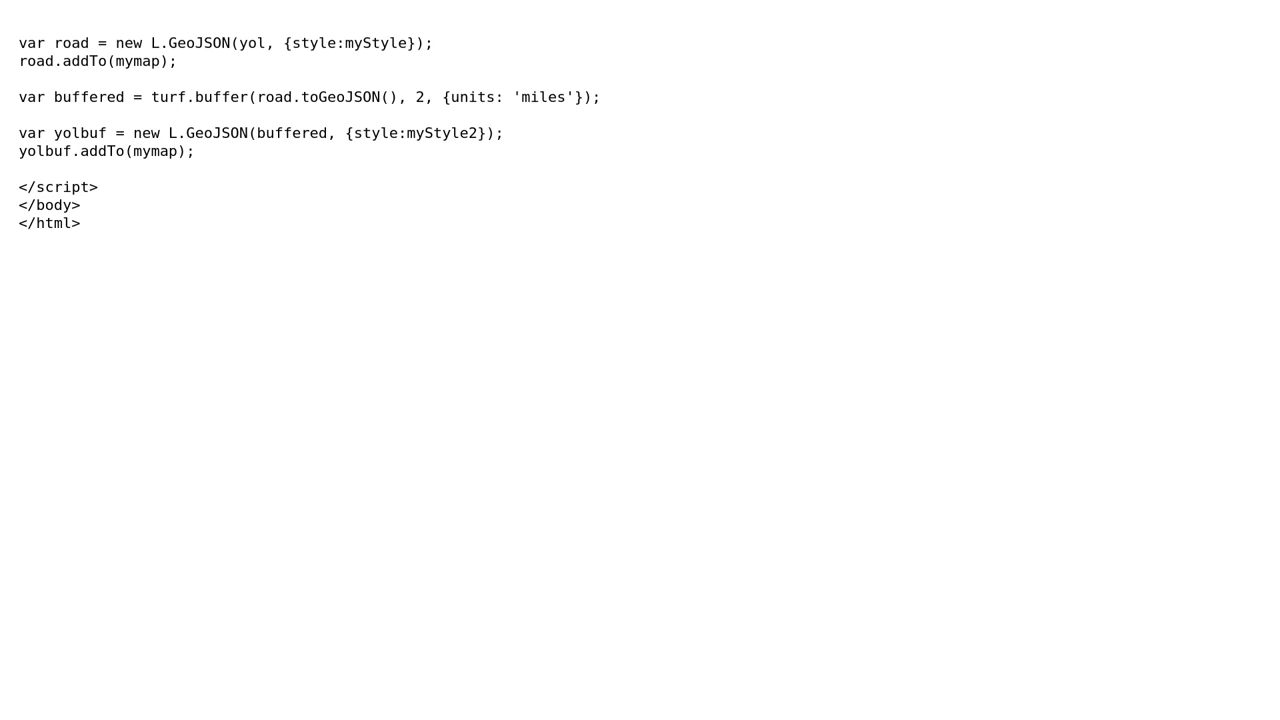 var road = new L.GeoJSON(yol, {style:myStyle});
road.addTo(mymap);
var buffered = turf.buffer(road.toGeoJSON(), 2, {units: 'miles'});
var yolbuf = new L.GeoJSON(buffered, {style:myStyle2});
yolbuf.addTo(mymap);
</script>
</body>
</html>